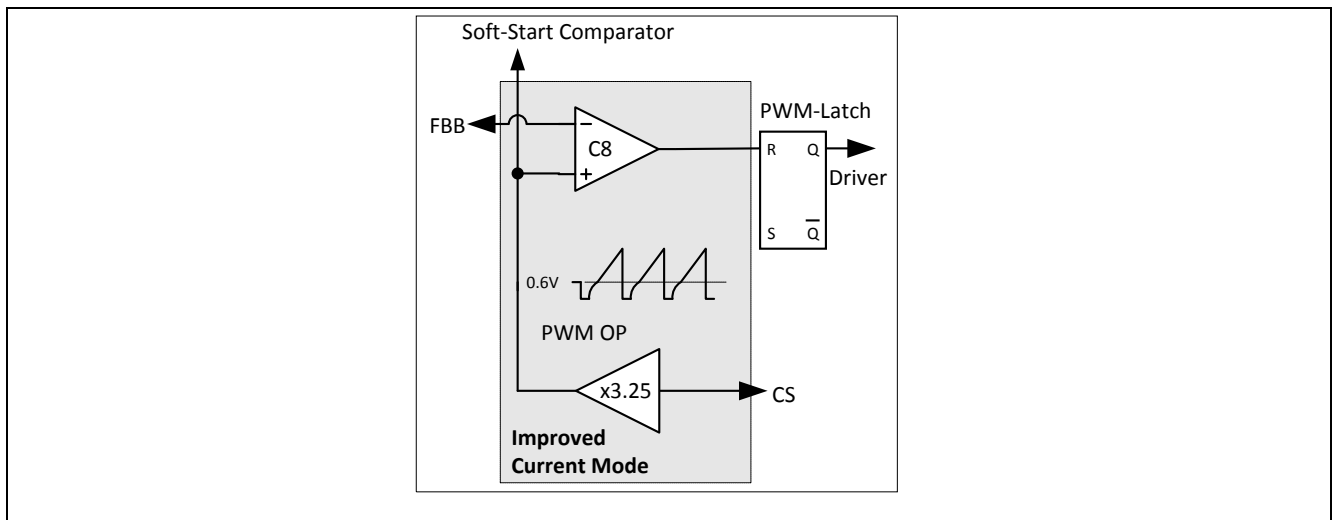 Soft-Start Comparator
FBB
−
C8
+
PWM-Latch
R Q
Driver
S Q̅
0.6V
PWM OP
x3.25
CS
Improved
Current Mode